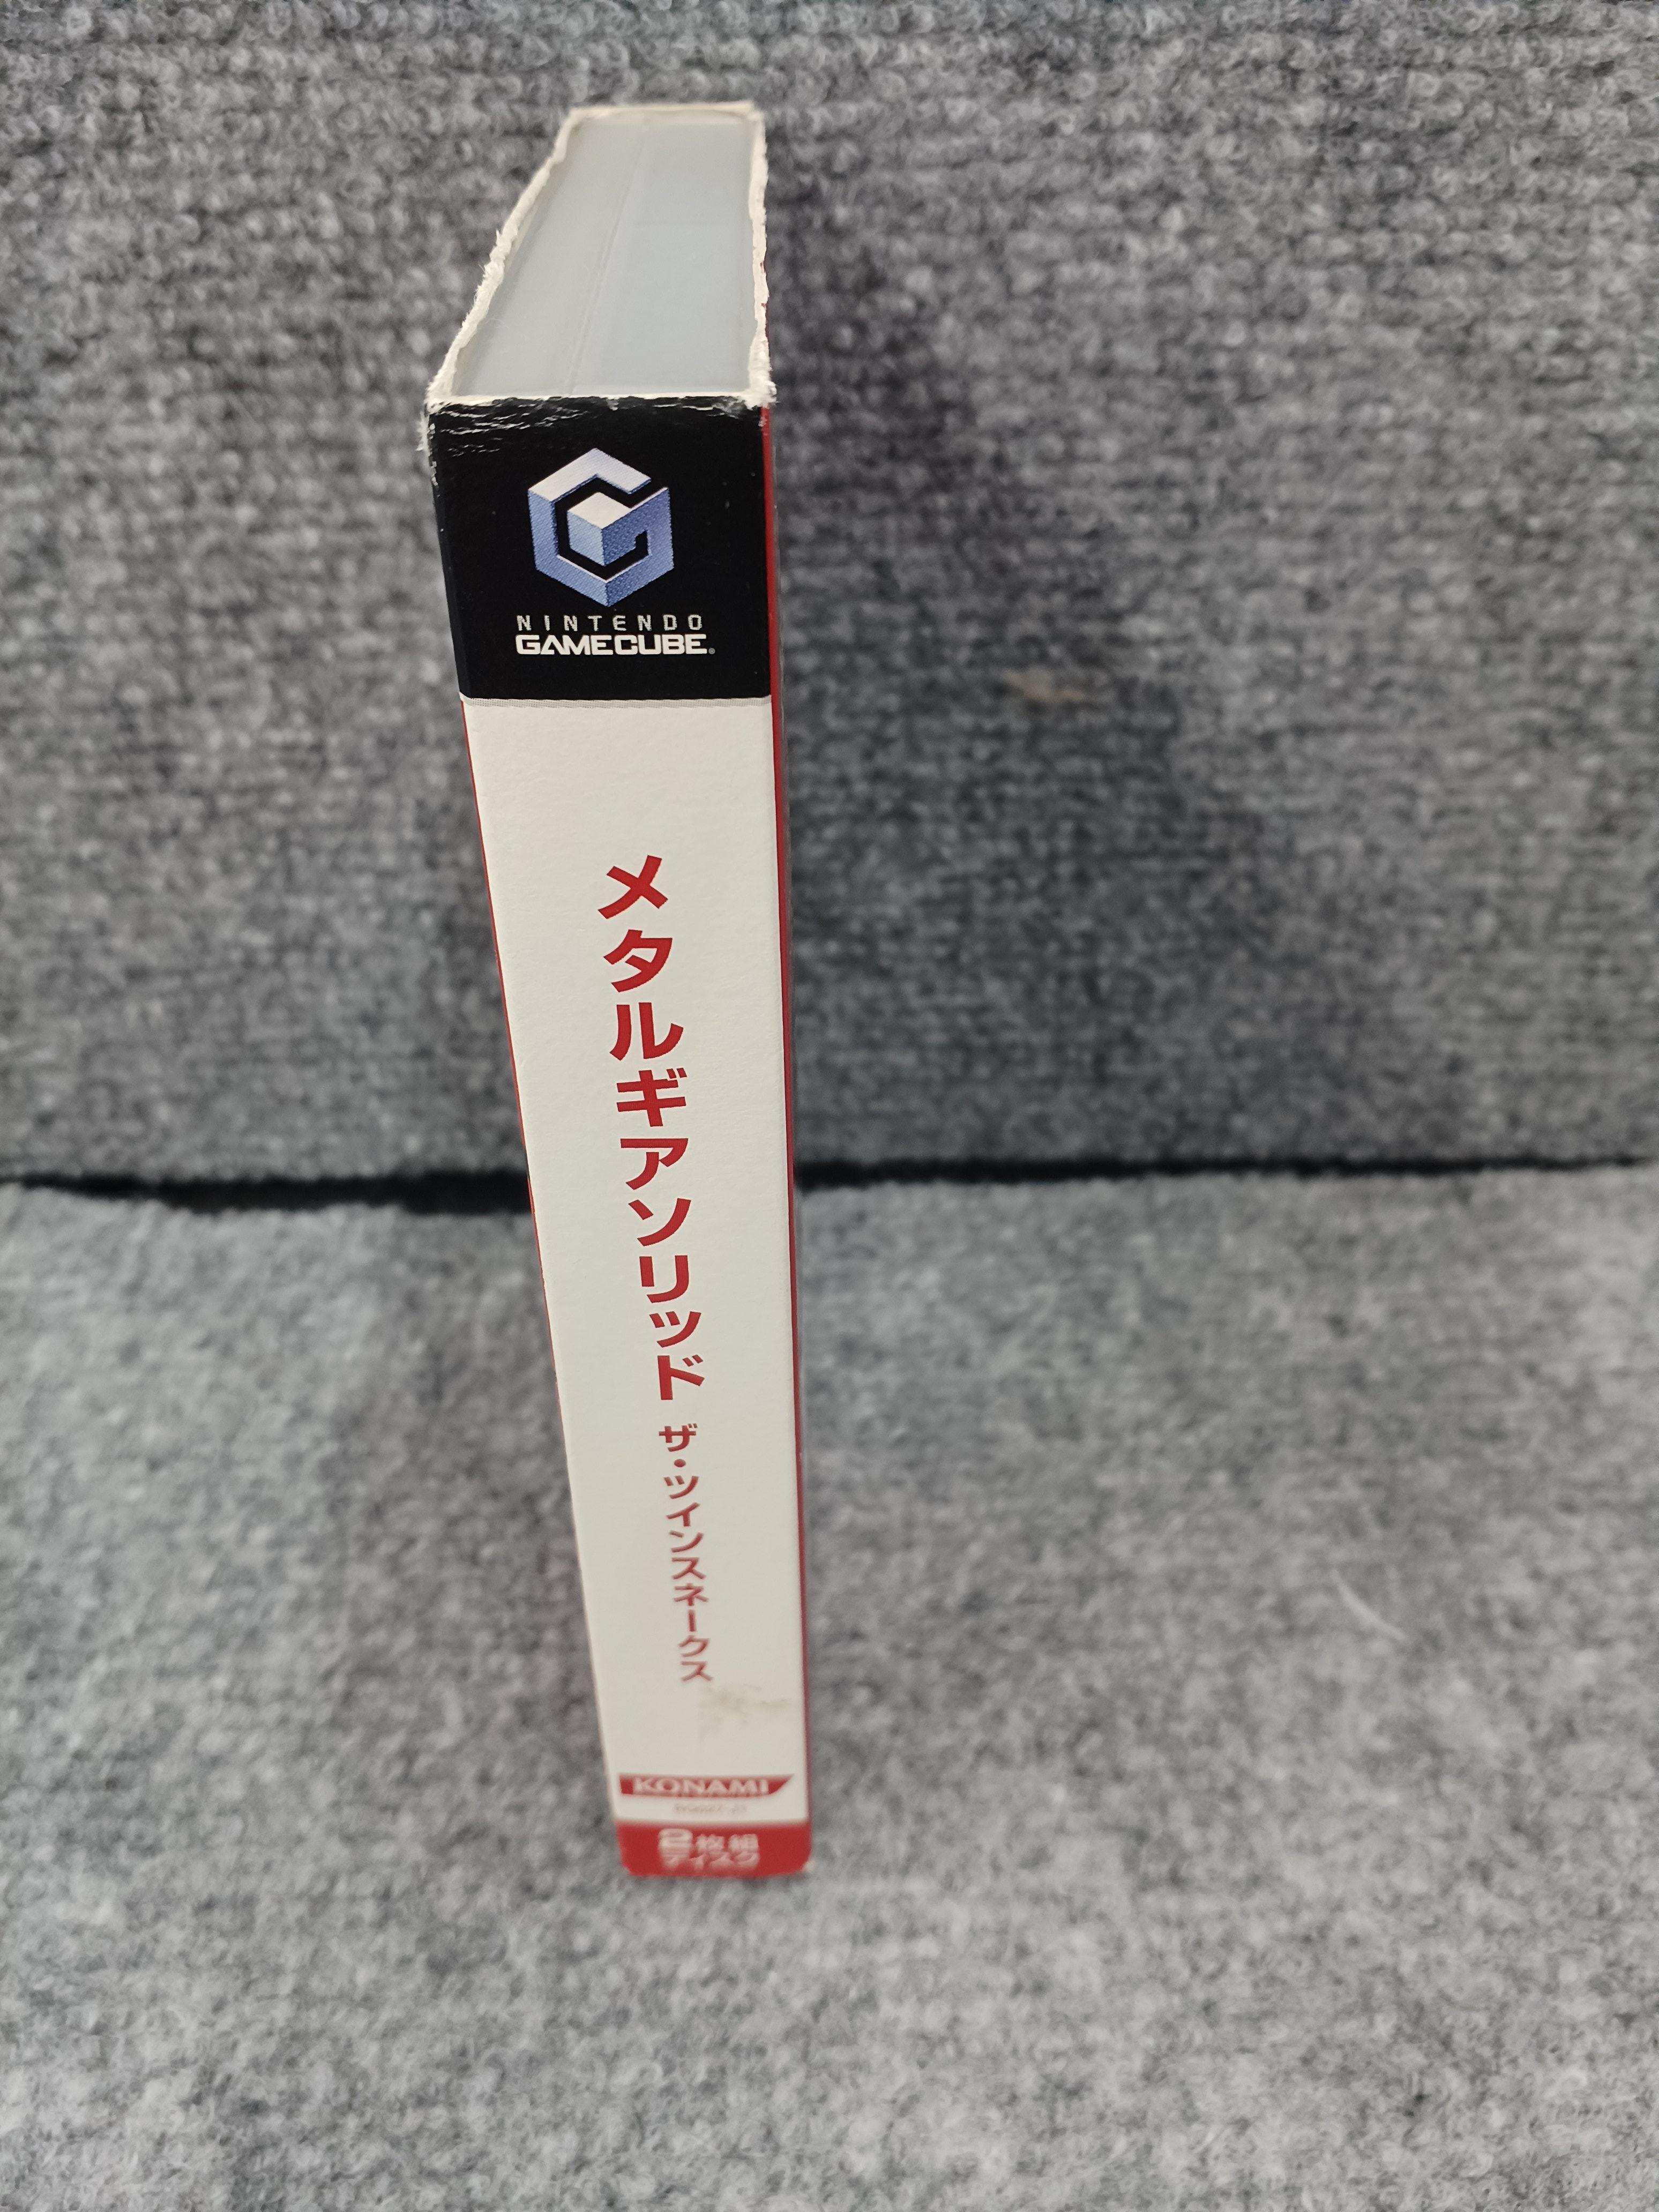 NINTENDO
GAMECUBE
メタルギアソリッド ザ・ツインスネークス
KONAMI
2枚組
ディスク